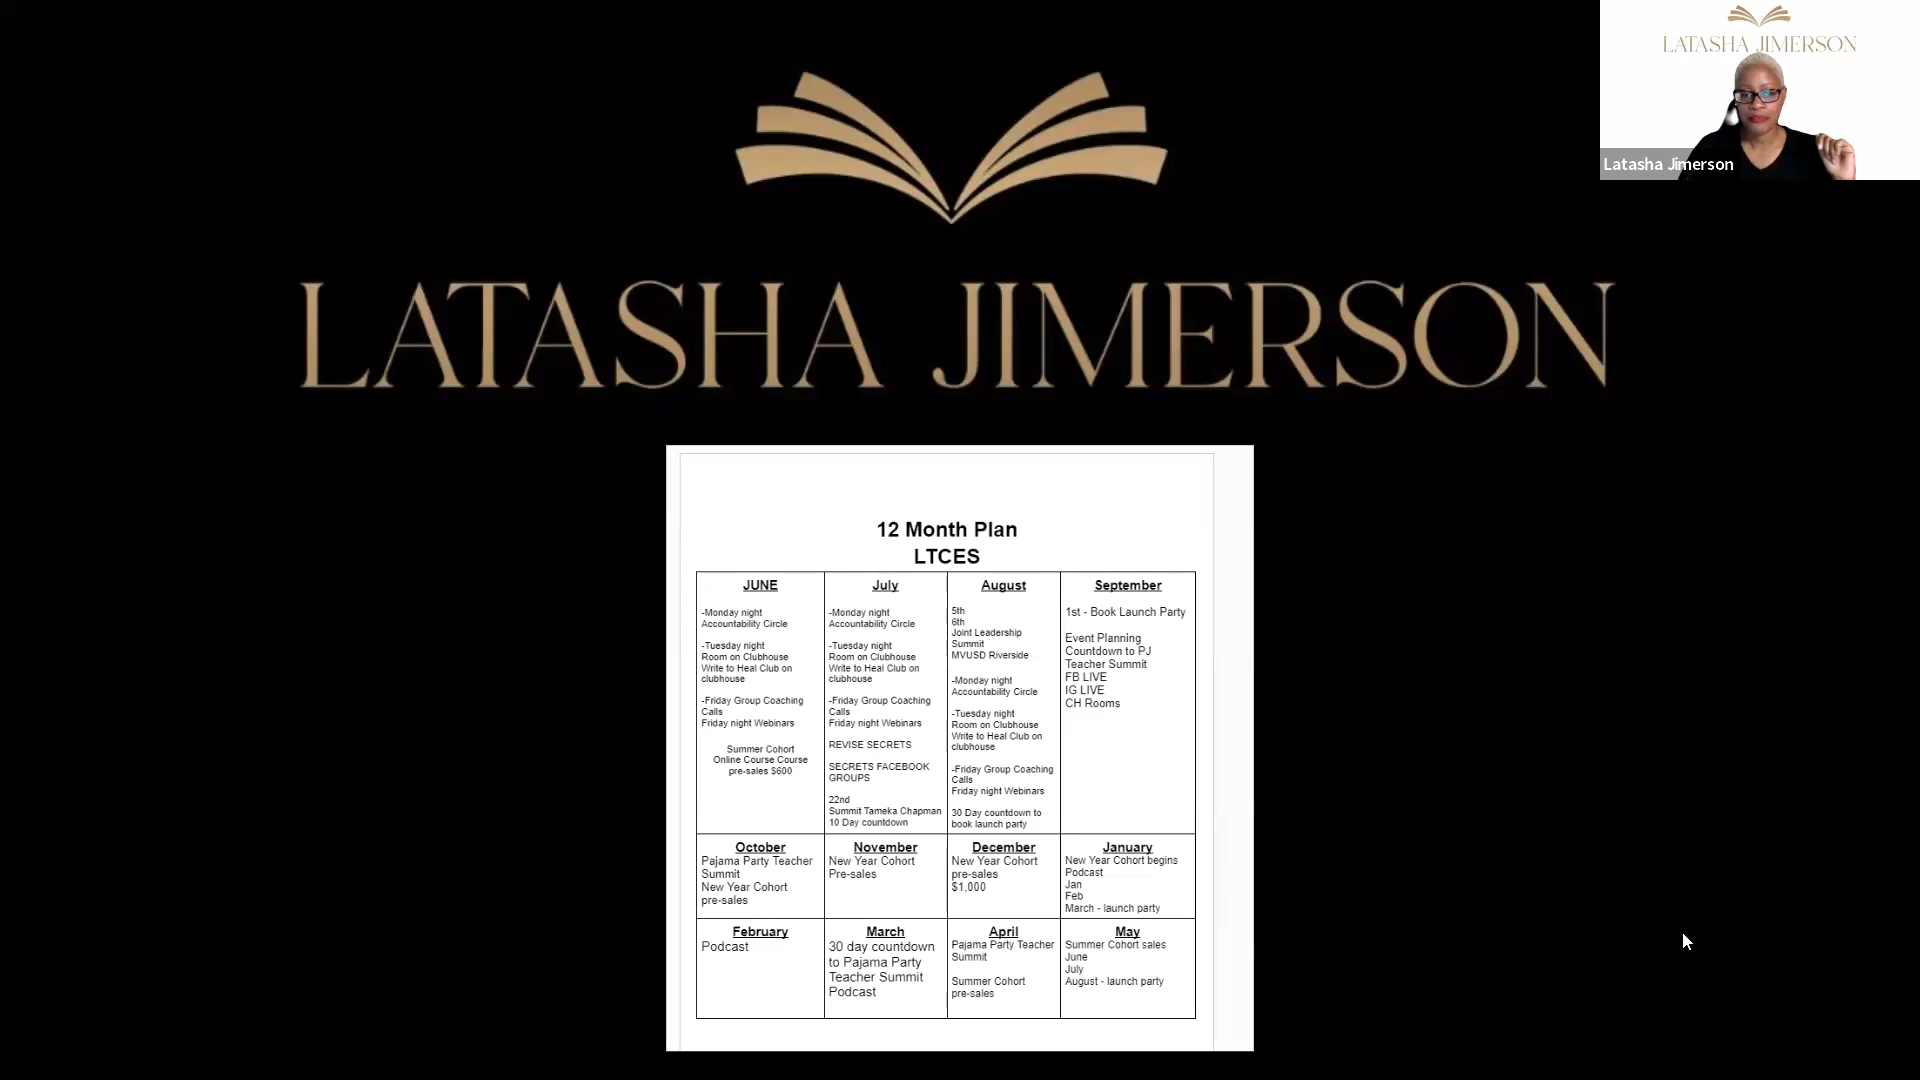 LATASHA JIMERSON
Latasha Jimerson
LATASHA JIMERSON
12 Month Plan
LTCES
JUNE
-Monday night
Accountability Circle
-Tuesday night
Room on Clubhouse
Write to Heal Club on
clubhouse
-Friday Group Coaching
Calls
Friday night Webinars
Summer Cohort
Online Course Course
pre-sales $600
July
-Monday night
Accountability Circle
-Tuesday night
Room on Clubhouse
Write to Heal Club on
clubhouse
-Friday Group Coaching
Calls
Friday night Webinars
REVISE SECRETS
SECRETS FACEBOOK
GROUPS
22nd
Summit Tameka Chapman
10 Day countdown
August
5th
6th
Joint Leadership
Summit
MVUSD Riverside
-Monday night
Accountability Circle
-Tuesday night
Room on Clubhouse
Write to Heal Club on
clubhouse
-Friday Group Coaching
Calls
Friday night Webinars
30 Day countdown to
book launch party
September
1st - Book Launch Party
Event Planning
Countdown to PJ
Teacher Summit
FB LIVE
IG LIVE
CH Rooms
October
Pajama Party Teacher
Summit
New Year Cohort
pre-sales
November
New Year Cohort
Pre-sales
December
New Year Cohort
pre-sales
$1,000
January
New Year Cohort begins
Podcast
Jan
Feb
March - launch party
February
Podcast
March
30 day countdown
to Pajama Party
Teacher Summit
Podcast
April
Pajama Party Teacher
Summit
Summer Cohort
pre-sales
May
Summer Cohort sales
June
July
August - launch party